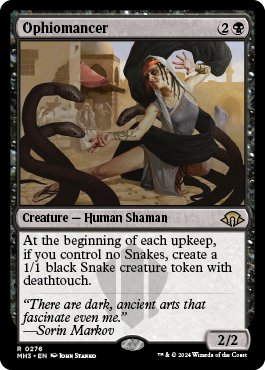 Ophiomancer 2
Creature — Human Shaman
At the beginning of each upkeep,
if you control no Snakes, create a
1/1 black Snake creature token with
deathtouch.
“There are dark, ancient arts that
fascinate even me.”
—Sorin Markov
2/2
R 0276
MH3 • EN John Stanko ™ & © 2024 Wizards of the Coast